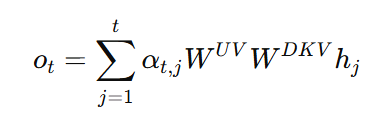 $$o_t = \sum_{j=1}^{t} \alpha_{t,j} W^{UV} W^{DKV} h_j$$